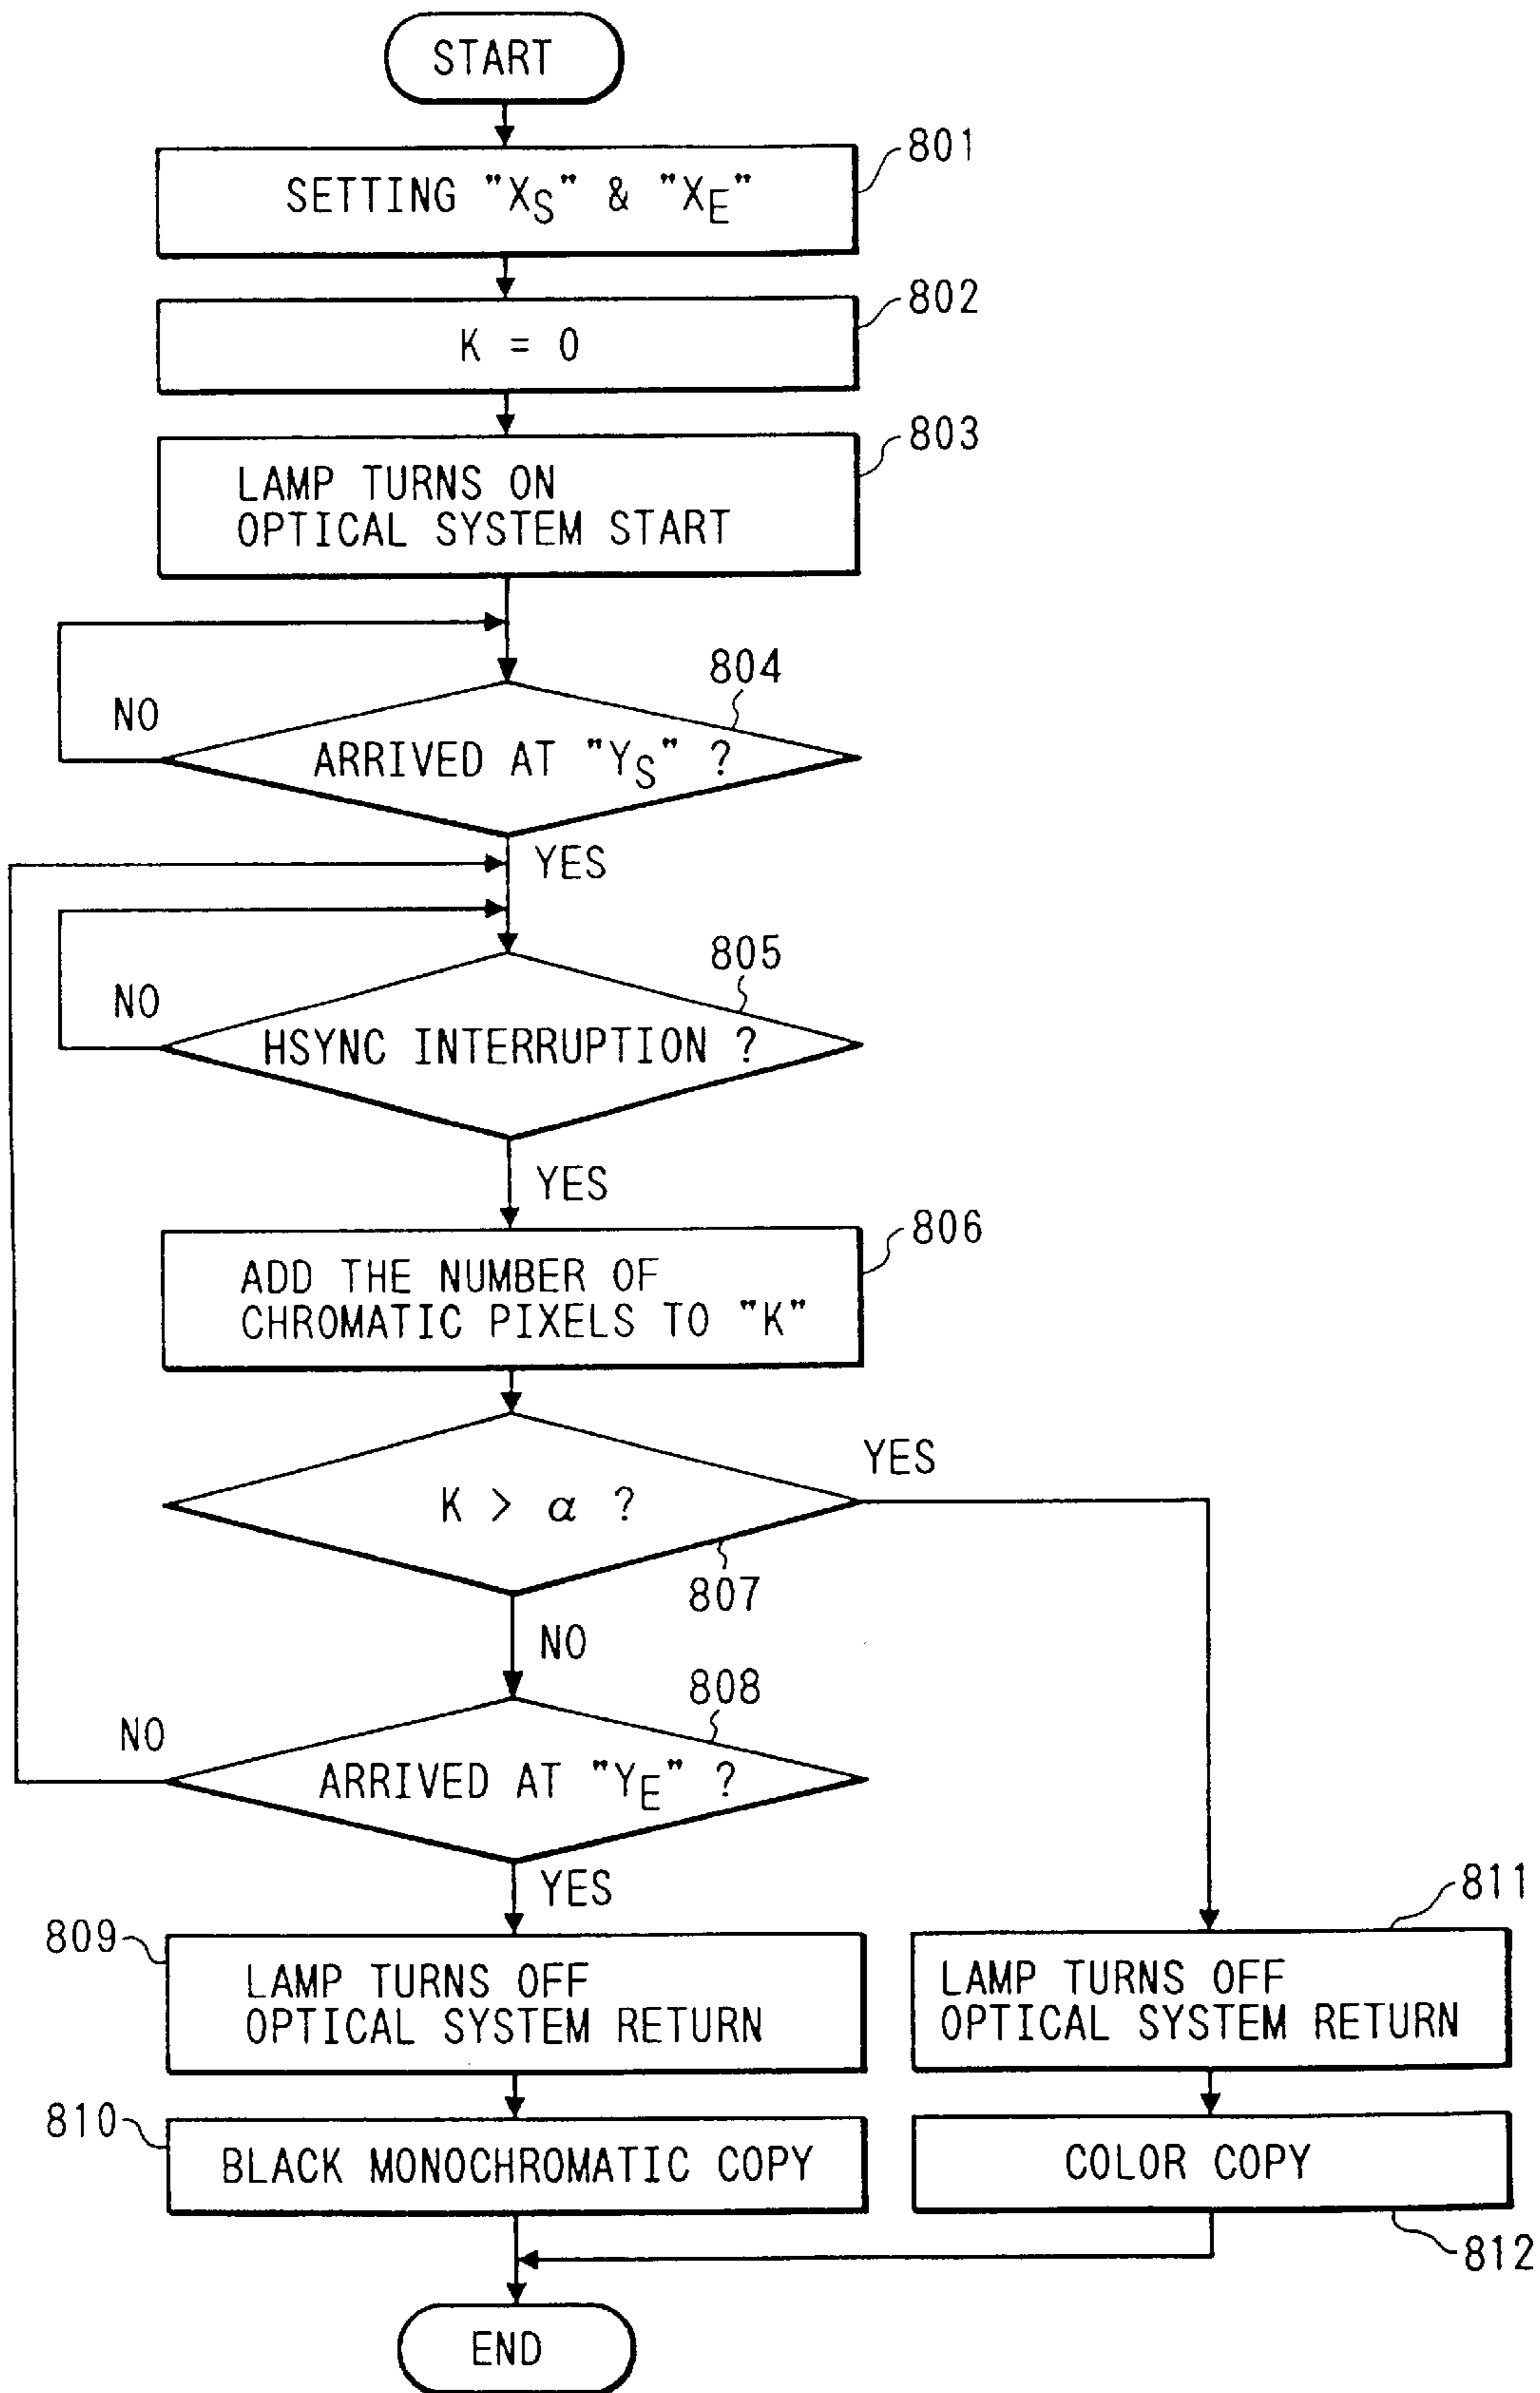 START
801
SETTING "XS" & "XE"
802
K = 0
803
LAMP TURNS ON
OPTICAL SYSTEM START
804
NO
ARRIVED AT "YS" ?
YES
805
NO
HSYNC INTERRUPTION ?
YES
806
ADD THE NUMBER OF
CHROMATIC PIXELS TO "K"
YES
K > α ?
807
NO
808
NO
ARRIVED AT "YE" ?
YES
809
LAMP TURNS OFF
OPTICAL SYSTEM RETURN
811
LAMP TURNS OFF
OPTICAL SYSTEM RETURN
810
BLACK MONOCHROMATIC COPY
COLOR COPY
812
END